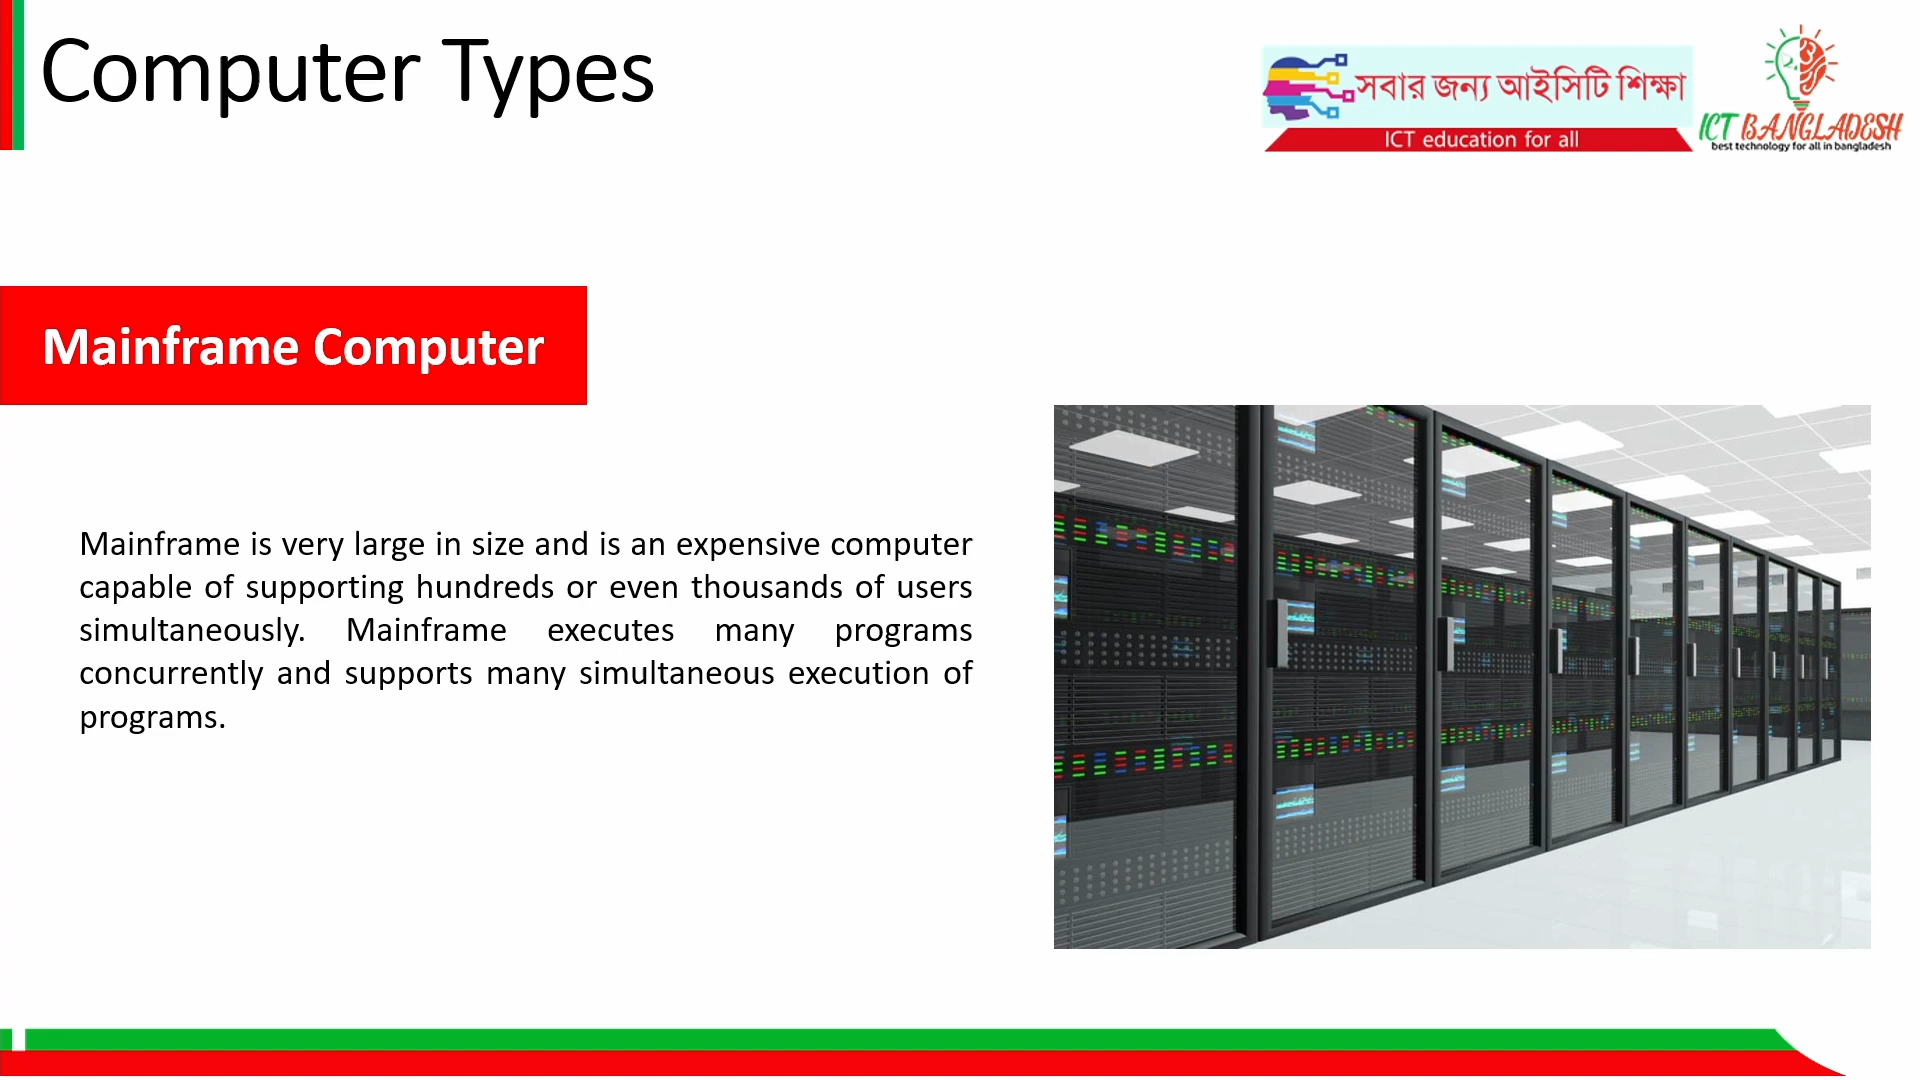 Computer Types
সবার জন্য আইসিটি শিক্ষা
ICT education for all
ICT BANGLADESH
best technology for all in bangladesh
Mainframe Computer
Mainframe is very large in size and is an expensive computer
capable of supporting hundreds or even thousands of users
simultaneously. Mainframe executes many programs
concurrently and supports many simultaneous execution of
programs.